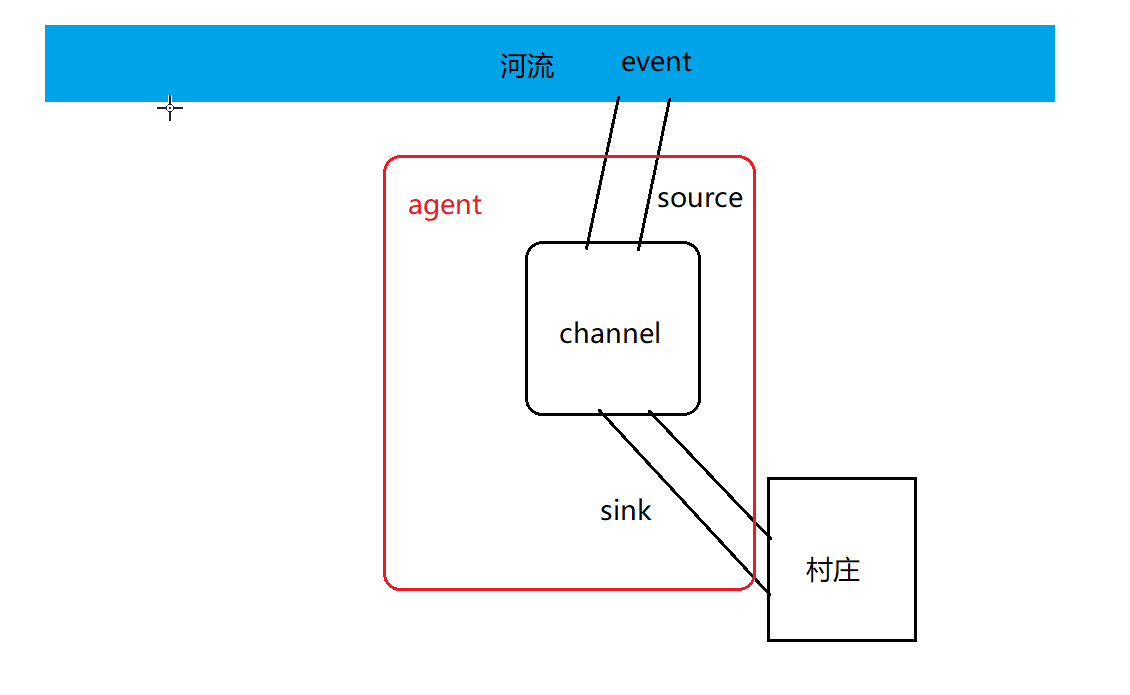 河流 event
agent
source
channel
sink
村庄